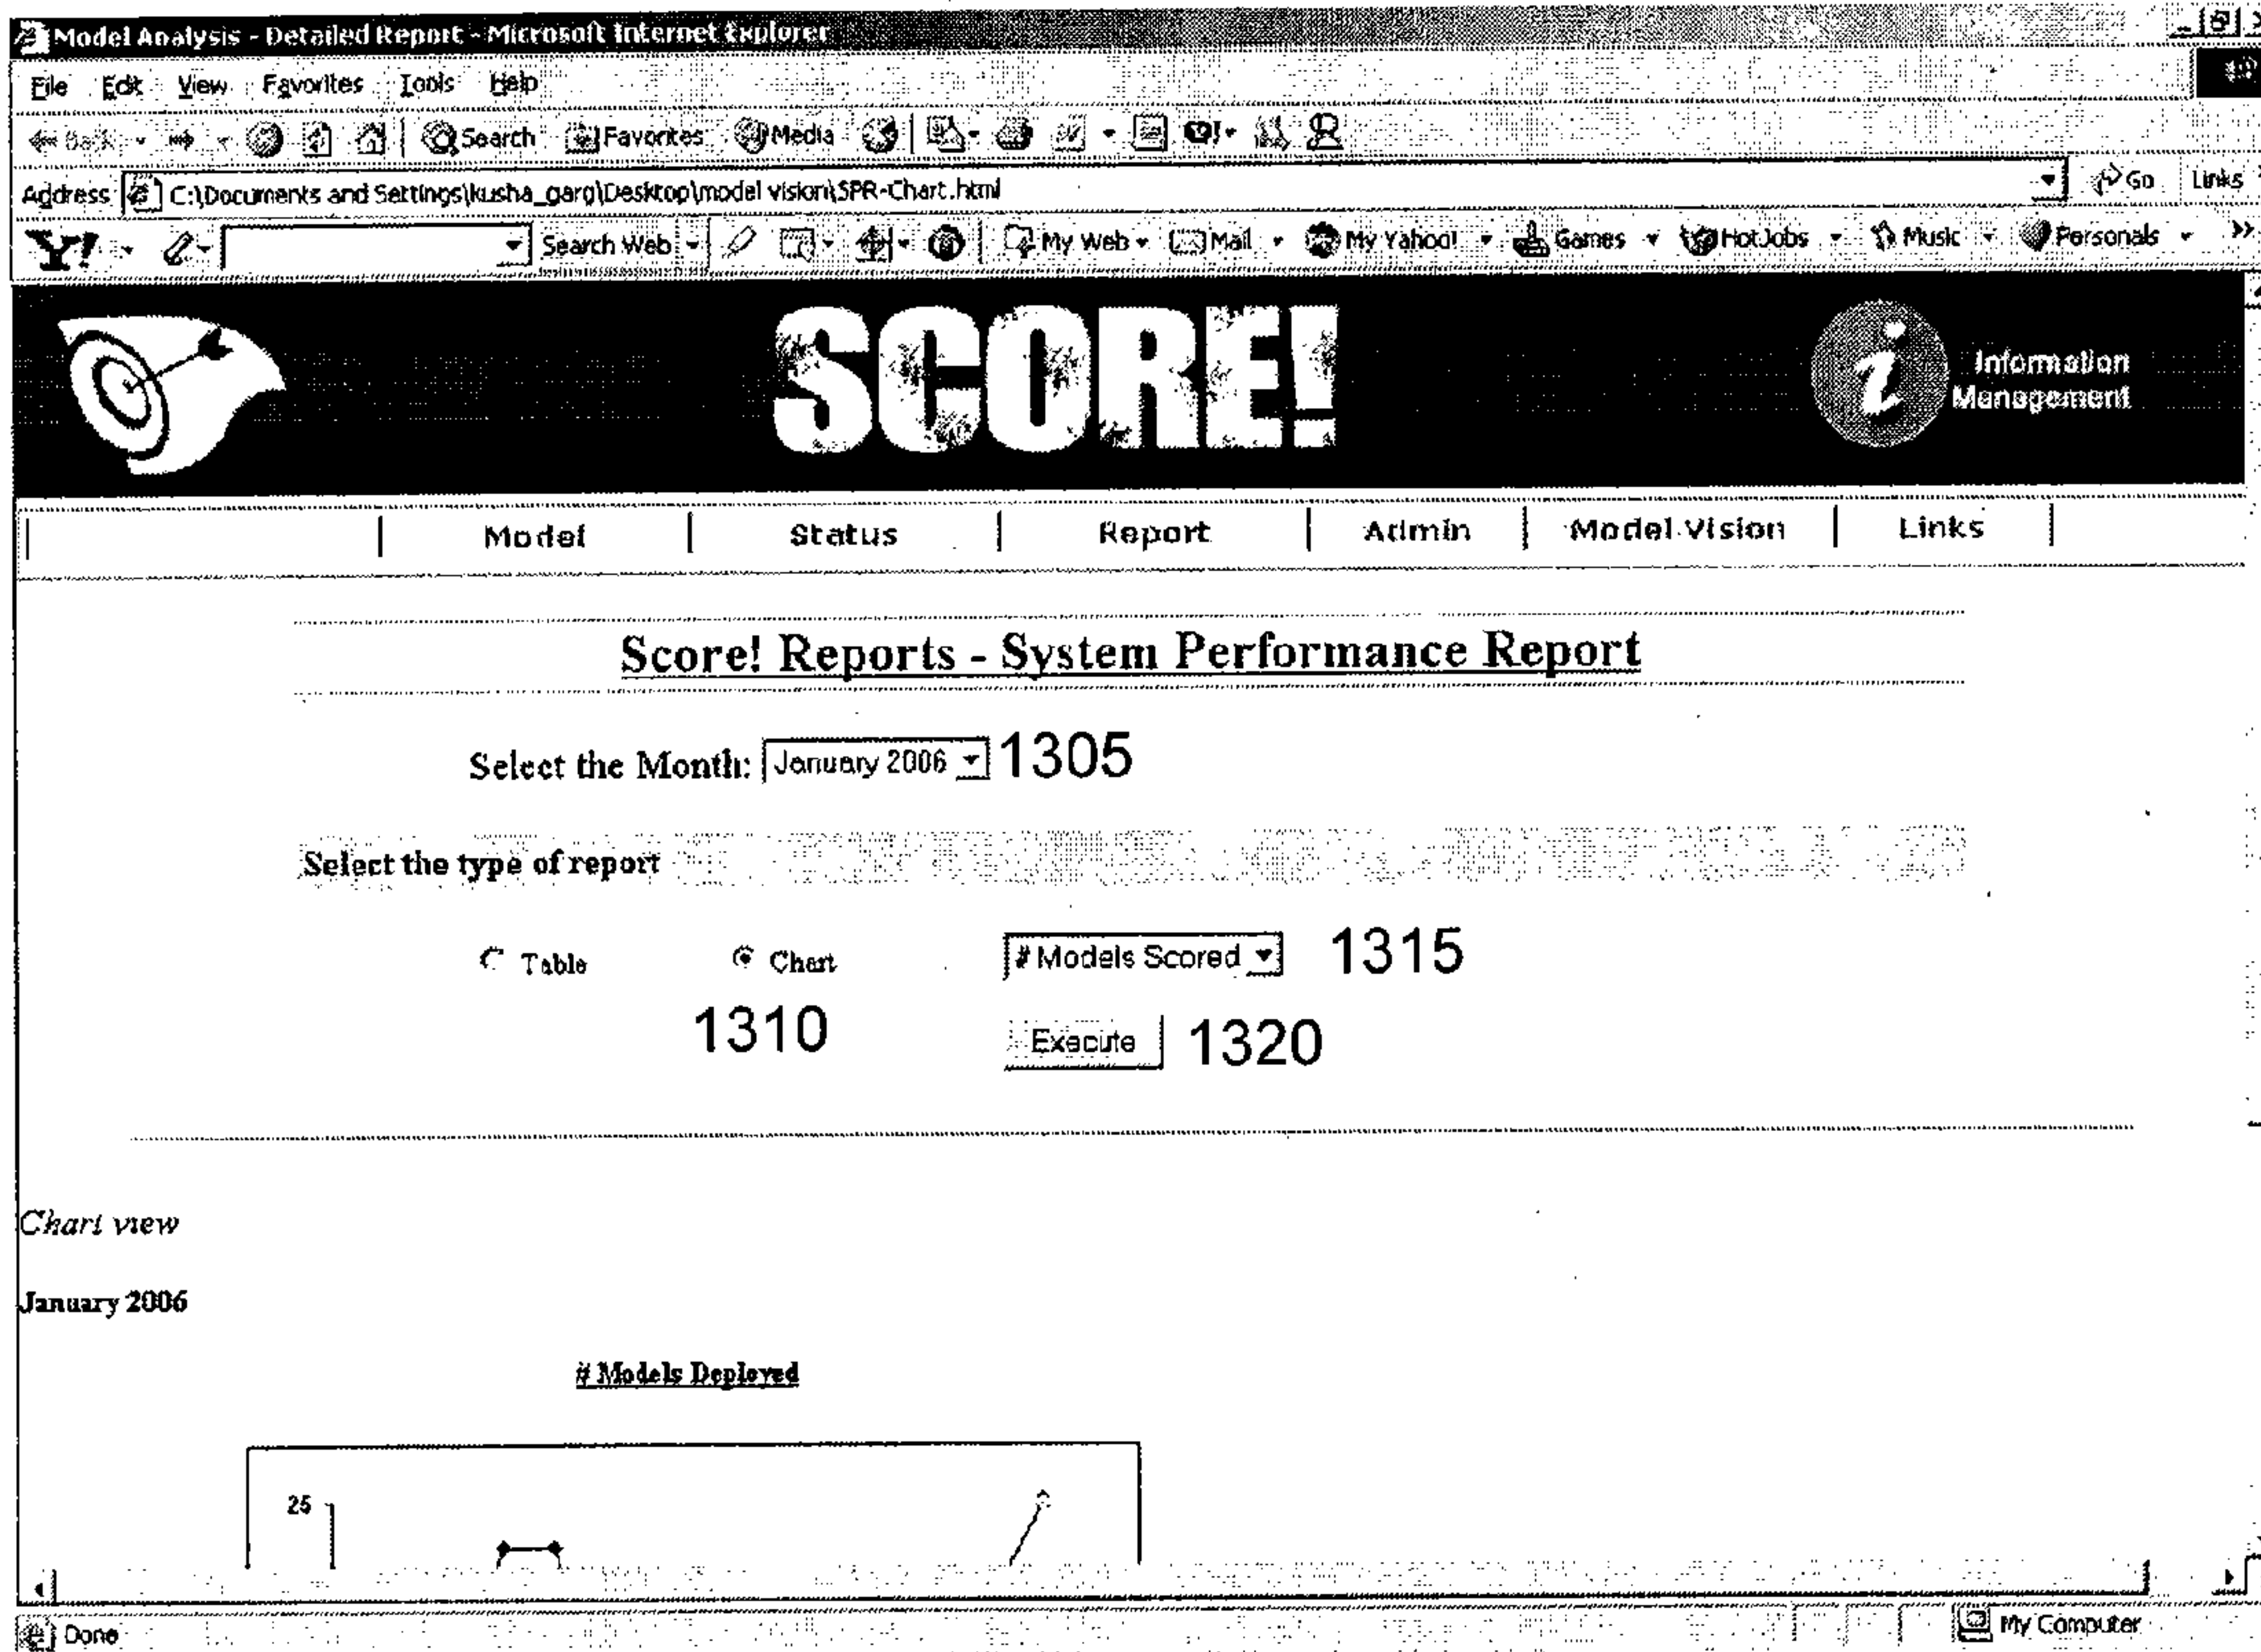 Model Analysis - Detailed Report - Microsoft Internet Explorer
File Edit View Favorites Tools Help
Back Search Favorites Media
Address C:\Documents and Settings\kusha_garg\Desktop\model vision\SPR-Chart.html Go Links
Y! Search Web My Web Mail My Yahoo! Games HotJobs Music Personals »
SCORE!
i Information
Management
Model Status Report Admin Model Vision Links
Score! Reports - System Performance Report
Select the Month: January 2006 1305
Select the type of report
Table Chart # Models Scored 1315
1310 Execute 1320
Chart view
January 2006
# Models Deployed
25
Done My Computer